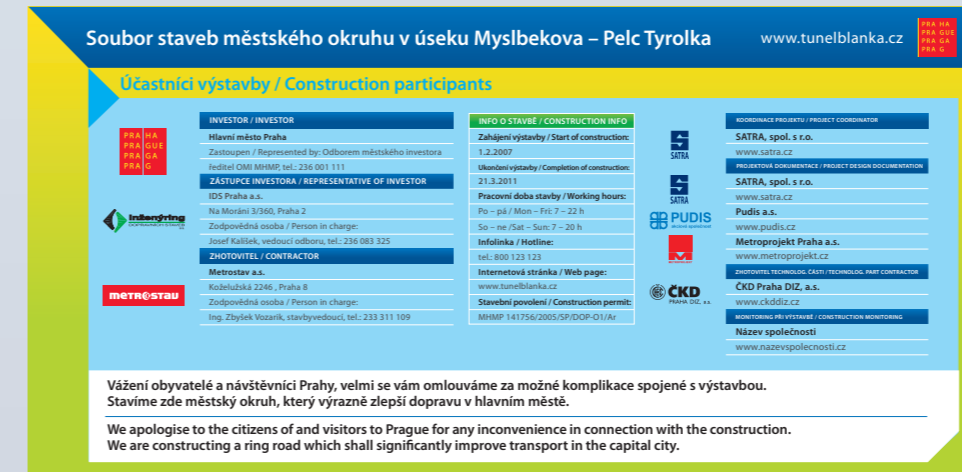 Soubor staveb městského okruhu v úseku Myslbekova – Pelc Tyrolka
www.tunelblanka.cz
PRA HA
PRA GUE
PRA GA
PRA G
Účastníci výstavby / Construction participants
PRA HA
PRA GUE
PRA GA
PRA G
INVESTOR / INVESTOR
Hlavní město Praha
Zastoupen / Represented by: Odborem městského investora
ředitel OMI MHMP, tel.: 236 001 111
ZÁSTUPCE INVESTORA / REPRESENTATIVE OF INVESTOR
IDS Praha a.s.
Na Moráni 3/360, Praha 2
Zodpovědná osoba / Person in charge:
Josef Kališek, vedoucí odboru, tel.: 236 083 325
ZHOTOVITEL / CONTRACTOR
Metrostav a.s.
Koželužská 2246 , Praha 8
Zodpovědná osoba / Person in charge:
Ing. Zbyšek Vozarik, stavbyvedoucí, tel.: 233 311 109
Inženýring
DOPRAVNÍCH STAVEB
METROSTAV
INFO O STAVBĚ / CONSTRUCTION INFO
Zahájení výstavby / Start of construction:
1.2.2007
Ukončení výstavby / Completion of construction:
21.3.2011
Pracovní doba stavby / Working hours:
Po – pá / Mon – Fri: 7 – 22 h
So – ne /Sat – Sun: 7 – 20 h
Infolinka / Hotline:
tel.: 800 123 123
Internetová stránka / Web page:
www.tunelblanka.cz
Stavební povolení / Construction permit:
MHMP 141756/2005/SP/DOP-O1/Ar
SATRA
SATRA
PUDIS
akciová společnost
METROPROJEKT
ČKD
PRAHA DIZ, a.s.
KOORDINACE PROJEKTU / PROJECT COORDINATOR
SATRA, spol. s r.o.
www.satra.cz
PROJEKTOVÁ DOKUMENTACE / PROJECT DESIGN DOCUMENTATION
SATRA, spol. s r.o.
www.satra.cz
Pudis a.s.
www.pudis.cz
Metroprojekt Praha a.s.
www.metroprojekt.cz
ZHOTOVITEL TECHNOLOG. ČÁSTI / TECHNOLOG. PART CONTRACTOR
ČKD Praha DIZ, a.s.
www.ckddiz.cz
MONITORING PŘI VÝSTAVBĚ / CONSTRUCTION MONITORING
Název společnosti
www.nazevspolecnosti.cz
Vážení obyvatelé a návštěvníci Prahy, velmi se vám omlouváme za možné komplikace spojené s výstavbou.
Stavíme zde městský okruh, který výrazně zlepší dopravu v hlavním městě.
We apologise to the citizens of and visitors to Prague for any inconvenience in connection with the construction.
We are constructing a ring road which shall significantly improve transport in the capital city.